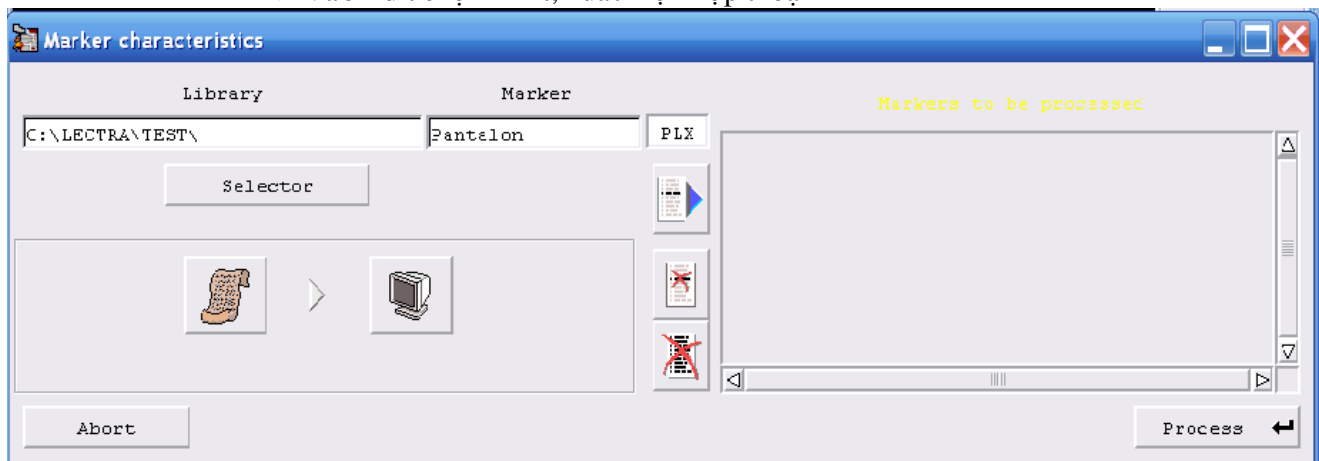 Marker characteristics
Library
Marker
Markers to be processed
C:\LECTRA\TEST\
Pantalon
PLX
Selector
Abort
Process